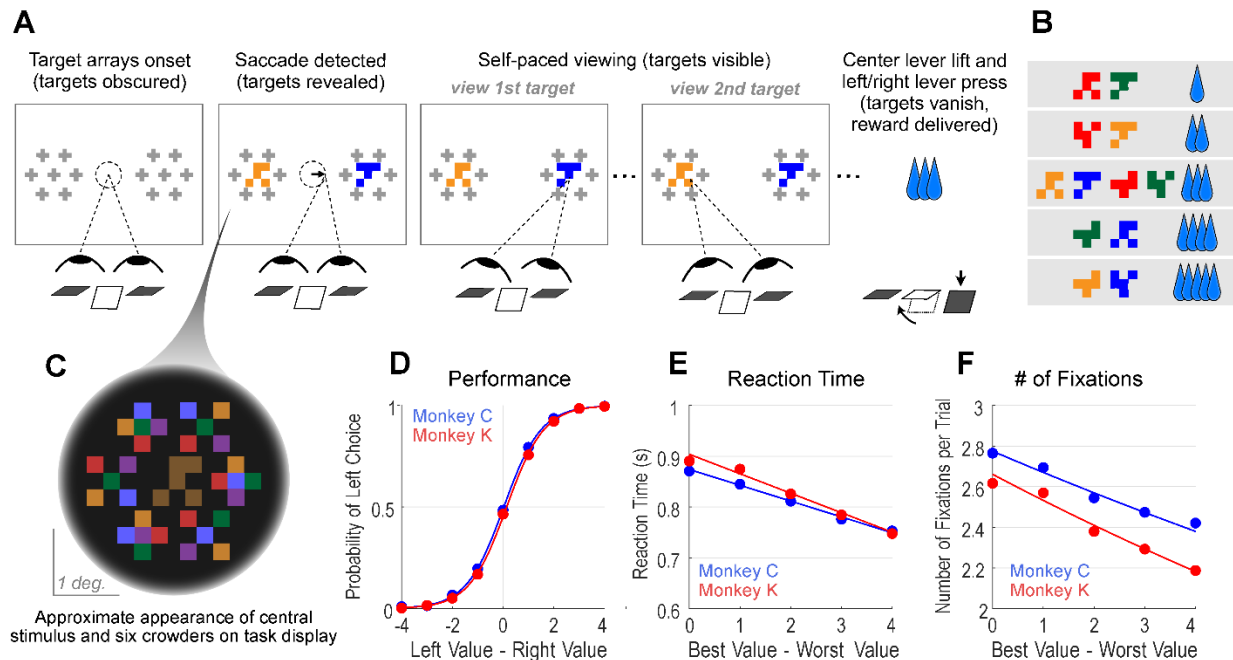 A
Target arrays onset
(targets obscured)
Saccade detected
(targets revealed)
Self-paced viewing (targets visible)
view 1st target
view 2nd target
Center lever lift and
left/right lever press
(targets vanish,
reward delivered)
...
...
B
C
1 deg.
Approximate appearance of central
stimulus and six crowders on task display
D
Performance
Monkey C
Monkey K
Probability of Left Choice
1
0.5
0
-4 -2 0 2 4
Left Value - Right Value
E
Reaction Time
Reaction Time (s)
1
0.9
0.8
0.7
0.6
Monkey C
Monkey K
0 1 2 3 4
Best Value - Worst Value
F
# of Fixations
Number of Fixations per Trial
3
2.8
2.6
2.4
2.2
2
Monkey C
Monkey K
0 1 2 3 4
Best Value - Worst Value